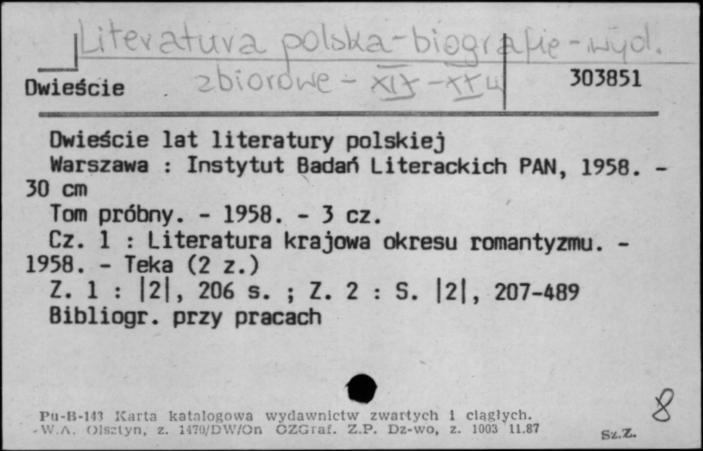 Literatura polska - biografie - wyd.
zbiorowe - XIX - XX w
Dwieście 303851
Dwieście lat literatury polskiej
Warszawa : Instytut Badań Literackich PAN, 1958. -
30 cm
Tom próbny. - 1958. - 3 cz.
Cz. 1 : Literatura krajowa okresu romantyzmu. -
1958. - Teka (2 z.)
Z. 1 : |2|, 206 s. ; Z. 2 : S. |2|, 207-489
Bibliogr. przy pracach
8
Pu-B-143 Karta katalogowa wydawnictw zwartych i ciągłych.
W.A. Olsztyn, z. 1470/DW/On OZGraf. Z.P. Dz-wo, z. 1003 11.87
Sz.Z.